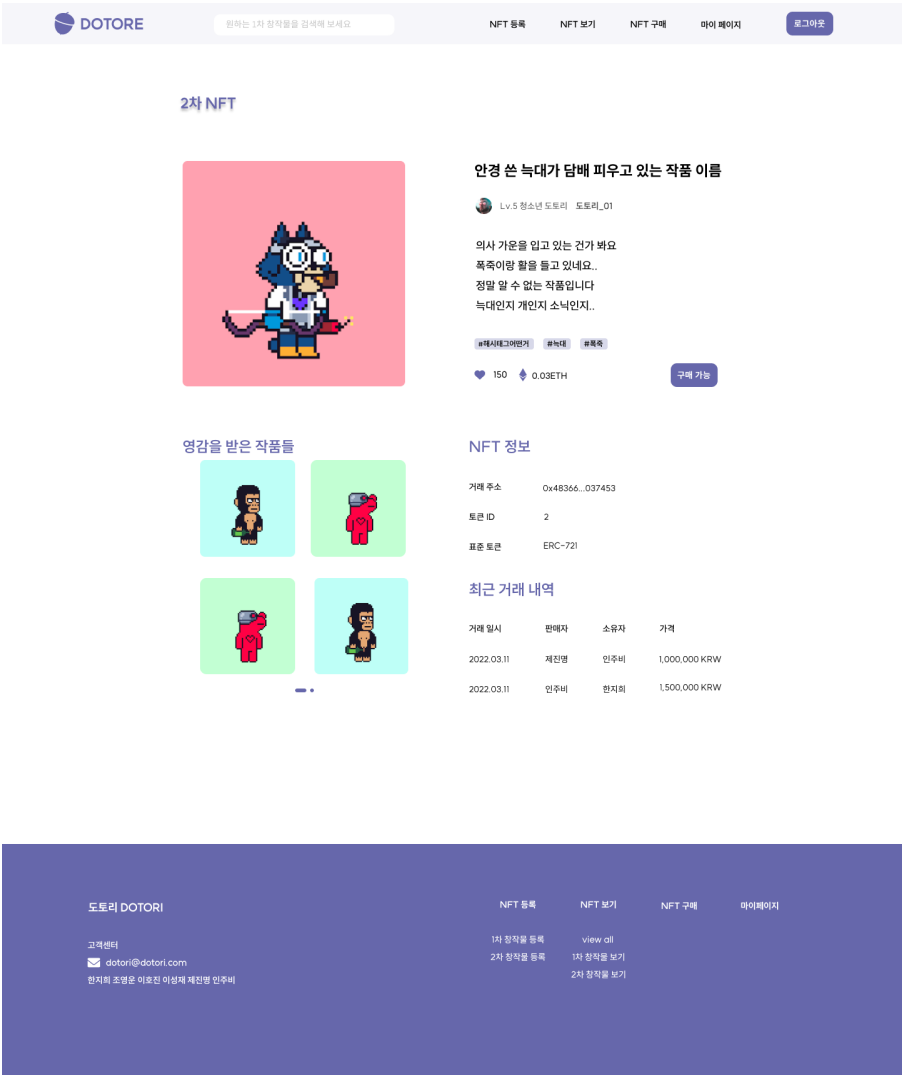 DOTORE
원하는 1차 창작물을 검색해 보세요
NFT 등록
NFT 보기
NFT 구매
마이 페이지
로그아웃
2차 NFT
안경 쓴 늑대가 담배 피우고 있는 작품 이름
Lv.5 청소년 도토리 도토리_01
의사 가운을 입고 있는 건가 봐요
폭죽이랑 활을 들고 있네요..
정말 알 수 없는 작품입니다
늑대인지 개인지 소닉인지..
#해시태그어떤거 #늑대 #폭죽
150 0.03ETH
구매 가능
영감을 받은 작품들
NFT 정보
거래 주소 0x48366...037453
토큰 ID 2
표준 토큰 ERC-721
최근 거래 내역
거래 일시 판매자 소유자 가격
2022.03.11 제진명 인주비 1,000,000 KRW
2022.03.11 인주비 한지희 1,500,000 KRW
도토리 DOTORI
고객센터
dotori@dotori.com
한지희 조영운 이호진 이성재 제진명 인주비
NFT 등록
1차 창작물 등록
2차 창작물 등록
NFT 보기
view all
1차 창작물 보기
2차 창작물 보기
NFT 구매
마이페이지